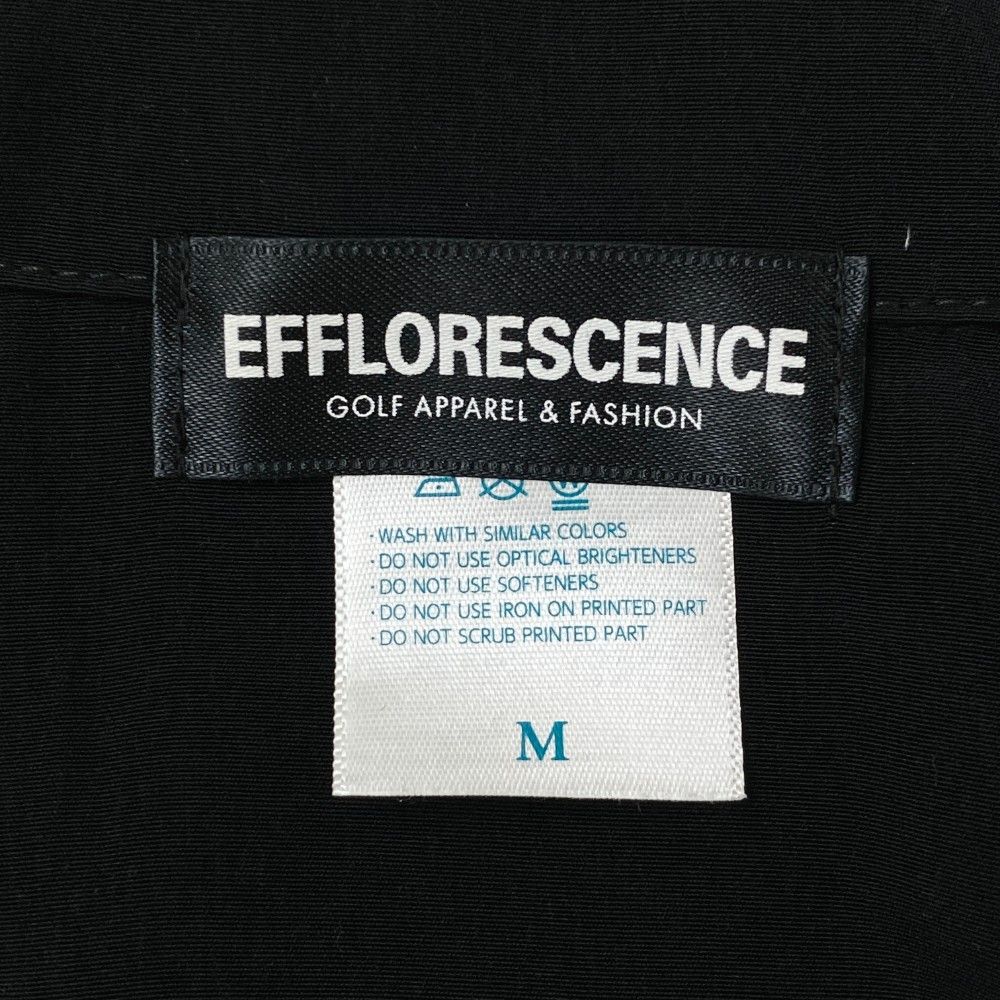 EFFLORESCENCE
GOLF APPAREL & FASHION
· WASH WITH SIMILAR COLORS
· DO NOT USE OPTICAL BRIGHTENERS
· DO NOT USE SOFTENERS
· DO NOT USE IRON ON PRINTED PART
· DO NOT SCRUB PRINTED PART
M